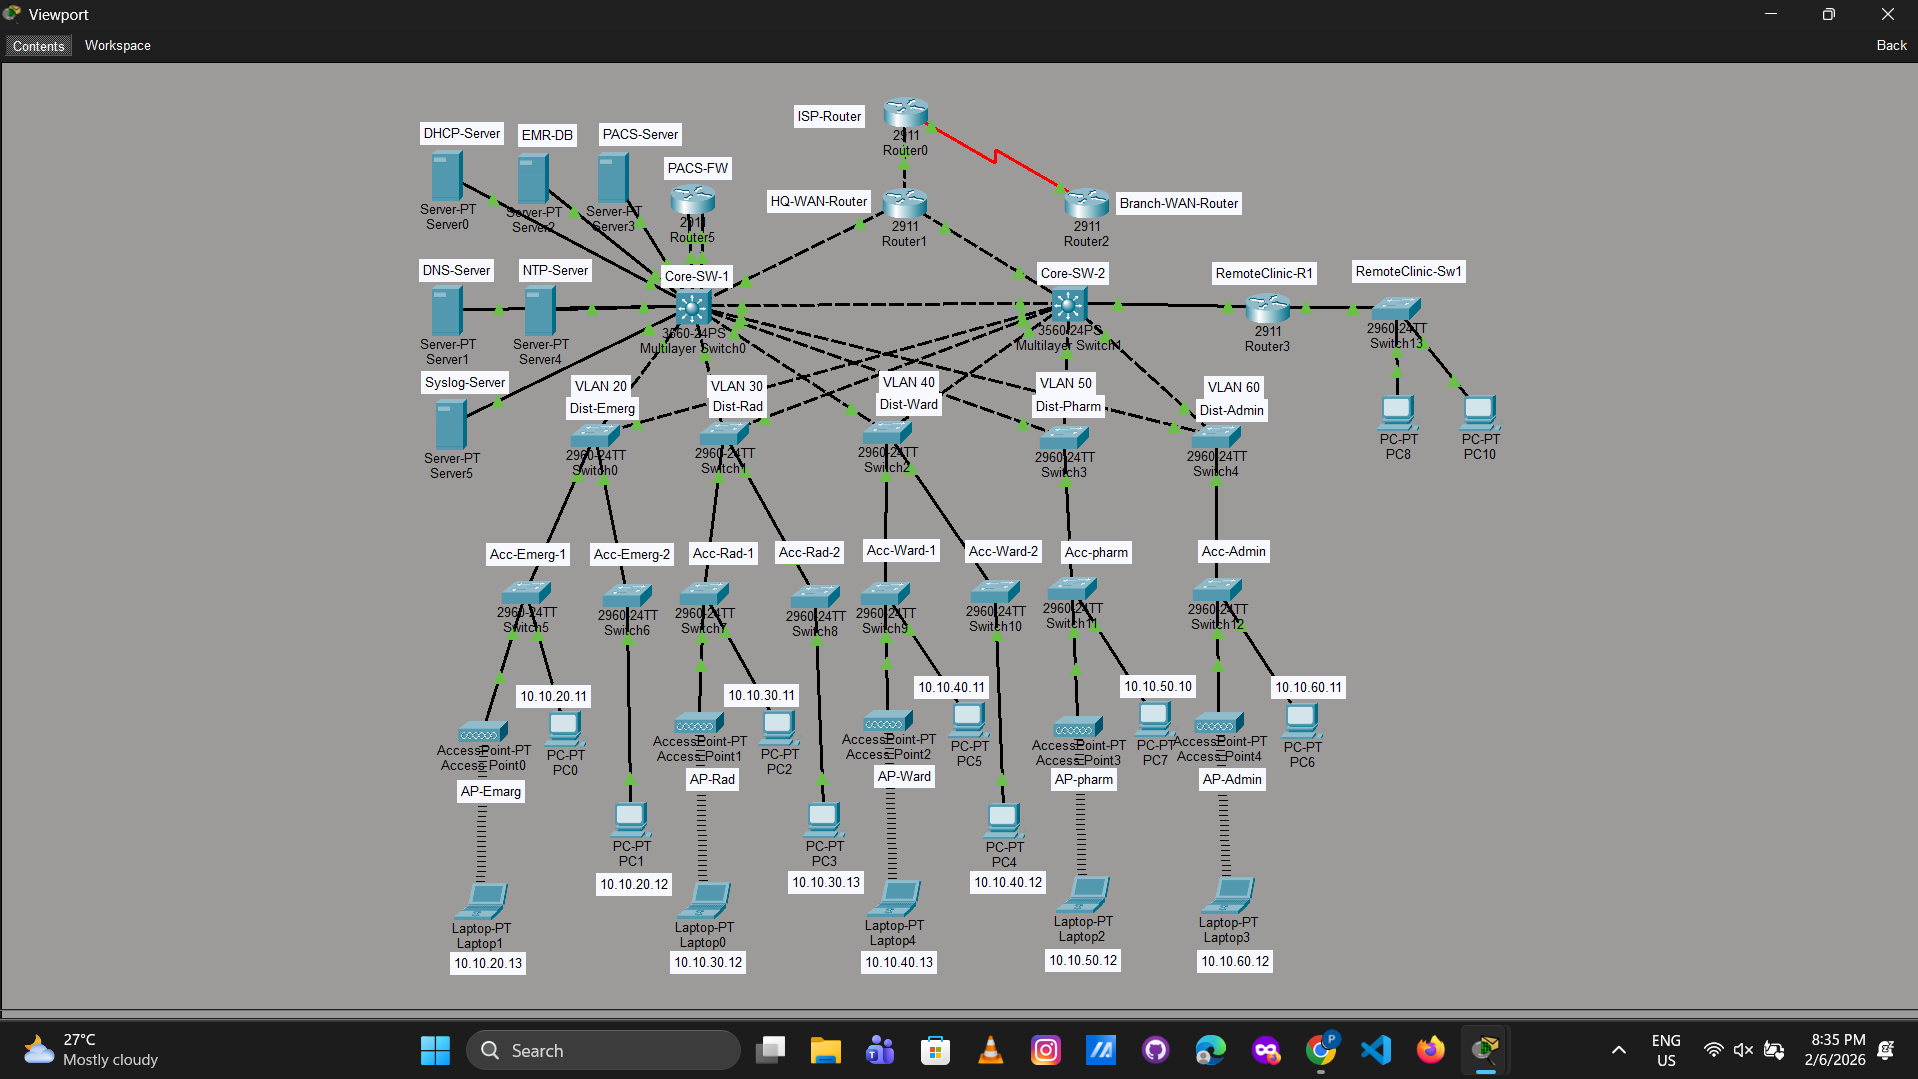 Viewport
Contents
Workspace
Back
ISP-Router
2911
Router0
DHCP-Server
EMR-DB
PACS-Server
PACS-FW
Server-PT
Server0
Server-PT
Server2
Server-PT
Server3
2911
Router5
HQ-WAN-Router
2911
Router1
Branch-WAN-Router
2911
Router2
DNS-Server
NTP-Server
Core-SW-1
Core-SW-2
RemoteClinic-R1
RemoteClinic-Sw1
Server-PT
Server1
Server-PT
Server4
3560-24PS
Multilayer Switch0
3560-24PS
Multilayer Switch1
2911
Router3
2960-24TT
Switch13
Syslog-Server
Server-PT
Server5
VLAN 20
Dist-Emerg
VLAN 30
Dist-Rad
VLAN 40
Dist-Ward
VLAN 50
Dist-Pharm
VLAN 60
Dist-Admin
2960-24TT
Switch0
2960-24TT
Switch1
2960-24TT
Switch2
2960-24TT
Switch3
2960-24TT
Switch4
PC-PT
PC8
PC-PT
PC10
Acc-Emerg-1
Acc-Emerg-2
Acc-Rad-1
Acc-Rad-2
Acc-Ward-1
Acc-Ward-2
Acc-pharm
Acc-Admin
2960-24TT
Switch5
2960-24TT
Switch6
2960-24TT
Switch7
2960-24TT
Switch8
2960-24TT
Switch9
2960-24TT
Switch10
2960-24TT
Switch11
2960-24TT
Switch12
10.10.20.11
10.10.30.11
10.10.40.11
10.10.50.10
10.10.60.11
AccessPoint-PT
Access Point0
PC-PT
PC0
AccessPoint-PT
Access Point1
PC-PT
PC2
AccessPoint-PT
Access Point2
PC-PT
PC5
AccessPoint-PT
Access Point3
PC-PT
PC7
AccessPoint-PT
Access Point4
PC-PT
PC6
AP-Emarg
AP-Rad
AP-Ward
AP-pharm
AP-Admin
PC-PT
PC1
10.10.20.12
PC-PT
PC3
10.10.30.13
PC-PT
PC4
10.10.40.12
Laptop-PT
Laptop1
10.10.20.13
Laptop-PT
Laptop0
10.10.30.12
Laptop-PT
Laptop4
10.10.40.13
Laptop-PT
Laptop2
10.10.50.12
Laptop-PT
Laptop3
10.10.60.12
27°C
Mostly cloudy
Search
P
ENG
US
8:35 PM
2/6/2026